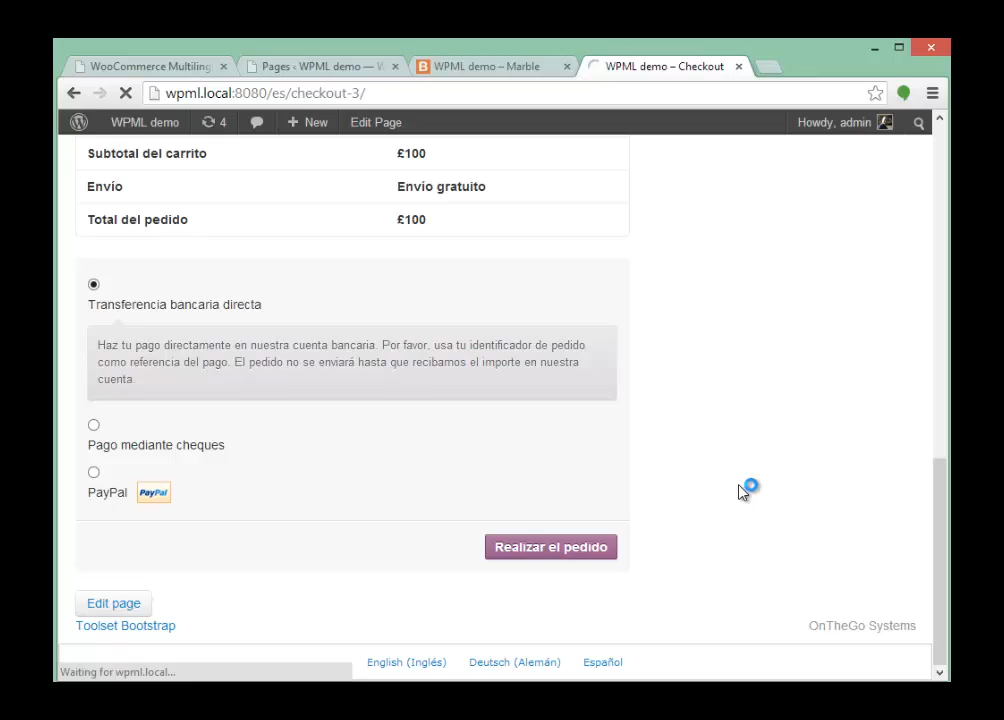 WooCommerce Multiling
Pages ‹ WPML demo — W
WPML demo – Marble
WPML demo – Checkout
wpml.local:8080/es/checkout-3/
WPML demo
4
New
Edit Page
Howdy, admin
Subtotal del carrito £100
Envío Envío gratuito
Total del pedido £100
Transferencia bancaria directa
Haz tu pago directamente en nuestra cuenta bancaria. Por favor, usa tu identificador de pedido
como referencia del pago. El pedido no se enviará hasta que recibamos el importe en nuestra
cuenta.
Pago mediante cheques
PayPal PayPal
Realizar el pedido
Edit page
Toolset Bootstrap
OnTheGo Systems
English (Inglés) Deutsch (Alemán) Español
Waiting for wpml.local...